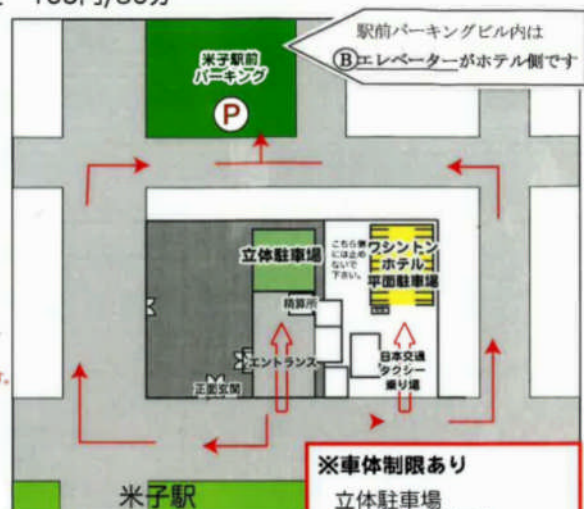 駅前パーキングビル内は
Ⓑエレベーターがホテル側です
米子駅前
パーキング
P
立体駐車場
こちら側
には止め
ないで
下さい。
ワシントン
ホテル
平面駐車場
精算所
エントランス
日本交通
タクシー
乗り場
正面玄関
す。
※車体制限あり
米子駅
立体駐車場